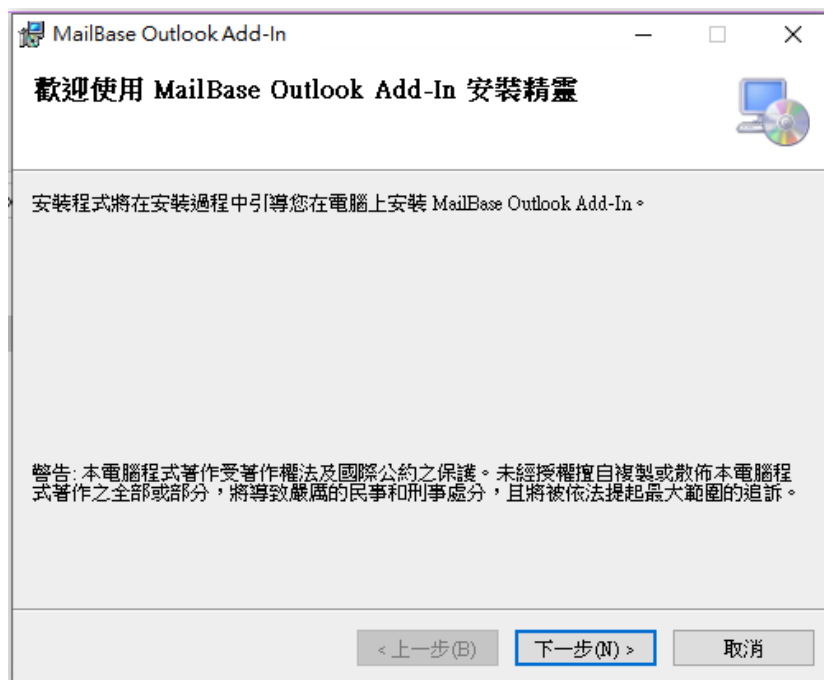 MailBase Outlook Add-In
歡迎使用 MailBase Outlook Add-In 安裝精靈
安裝程式將在安裝過程中引導您在電腦上安裝 MailBase Outlook Add-In。
警告: 本電腦程式著作受著作權法及國際公約之保護。未經授權擅自複製或散佈本電腦程
式著作之全部或部分，將導致嚴厲的民事和刑事處分，且將被依法提起最大範圍的追訴。
< 上一步(B) 下一步(N) > 取消